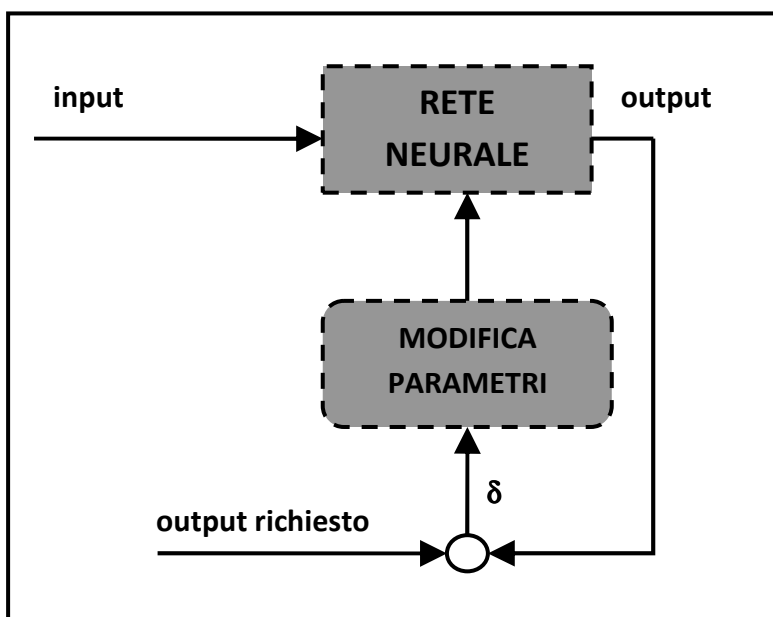 input
RETE
NEURALE
output
MODIFICA
PARAMETRI
δ
output richiesto